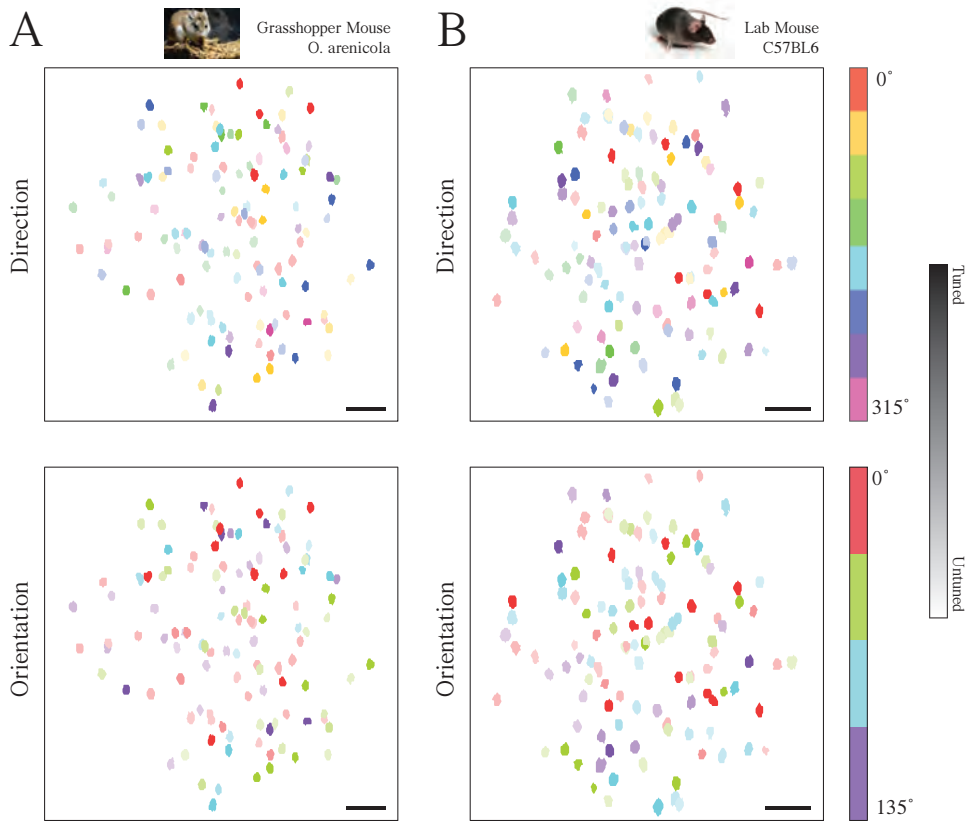 A
Grasshopper Mouse
O. arenicola
B
Lab Mouse
C57BL6
Direction
Direction
0°
315°
Tuned
Untuned
Orientation
Orientation
0°
135°